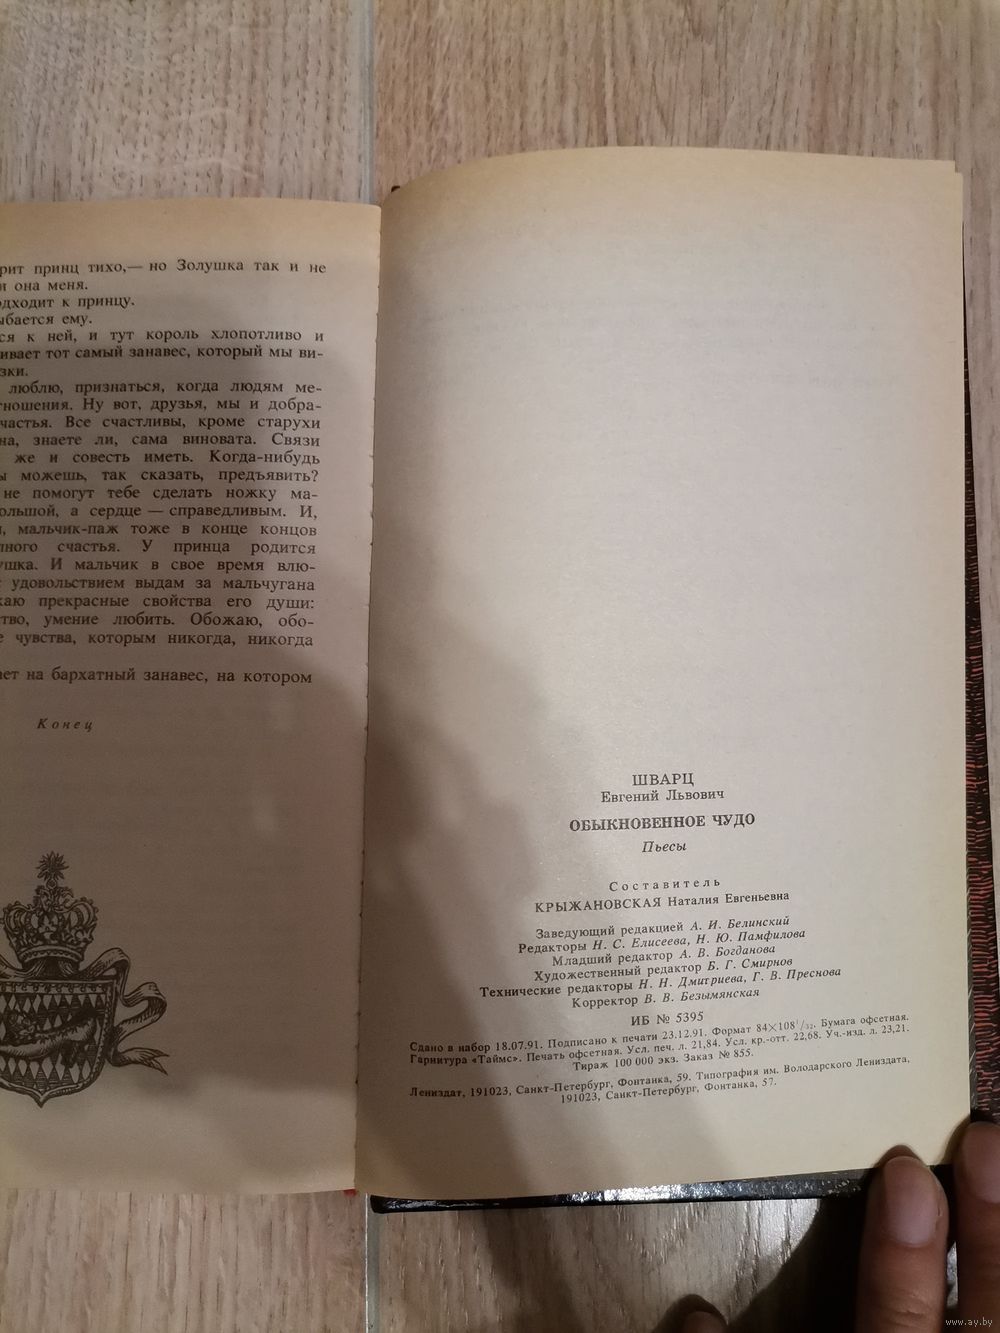 рит принц тихо,— но Золушка так и не
она меня.
дходит к принцу.
ыбается ему.
ся к ней, и тут король хлопотливо и
ивает тот самый занавес, который мы ви-
зки.
люблю, признаться, когда людям ме-
тношения. Ну вот, друзья, мы и добра-
частья. Все счастливы, кроме старухи
на, знаете ли, сама виновата. Связи
же и совесть иметь. Когда-нибудь
ы можешь, так сказать, предъявить?
не помогут тебе сделать ножку ма-
ольшой, а сердце — справедливым. И,
, мальчик-паж тоже в конце концов
лного счастья. У принца родится
ушка. И мальчик в свое время влю-
с удовольствием выдам за мальчугана
жаю прекрасные свойства его души:
тво, умение любить. Обожаю, обо-
е чувства, которым никогда, никогда
ает на бархатный занавес, на котором
Конец
ШВАРЦ
Евгений Львович
ОБЫКНОВЕННОЕ ЧУДО
Пьесы
Составитель
КРЫЖАНОВСКАЯ Наталия Евгеньевна
Заведующий редакцией А. И. Белинский
Редакторы Н. С. Елисеева, Н. Ю. Памфилова
Младший редактор А. В. Богданова
Художественный редактор Б. Г. Смирнов
Технические редакторы Н. Н. Дмитриева, Г. В. Преснова
Корректор В. В. Безымянская
ИБ № 5395
Сдано в набор 18.07.91. Подписано к печати 23.12.91. Формат 84×108¹/₃₂. Бумага офсетная.
Гарнитура «Таймс». Печать офсетная. Усл. печ. л. 21,84. Усл. кр.-отт. 22,68. Уч.-изд. л. 23,21.
Тираж 100 000 экз. Заказ № 855.
Лениздат, 191023, Санкт-Петербург, Фонтанка, 59. Типография им. Володарского Лениздата,
191023, Санкт-Петербург, Фонтанка, 57.
www.ay.by